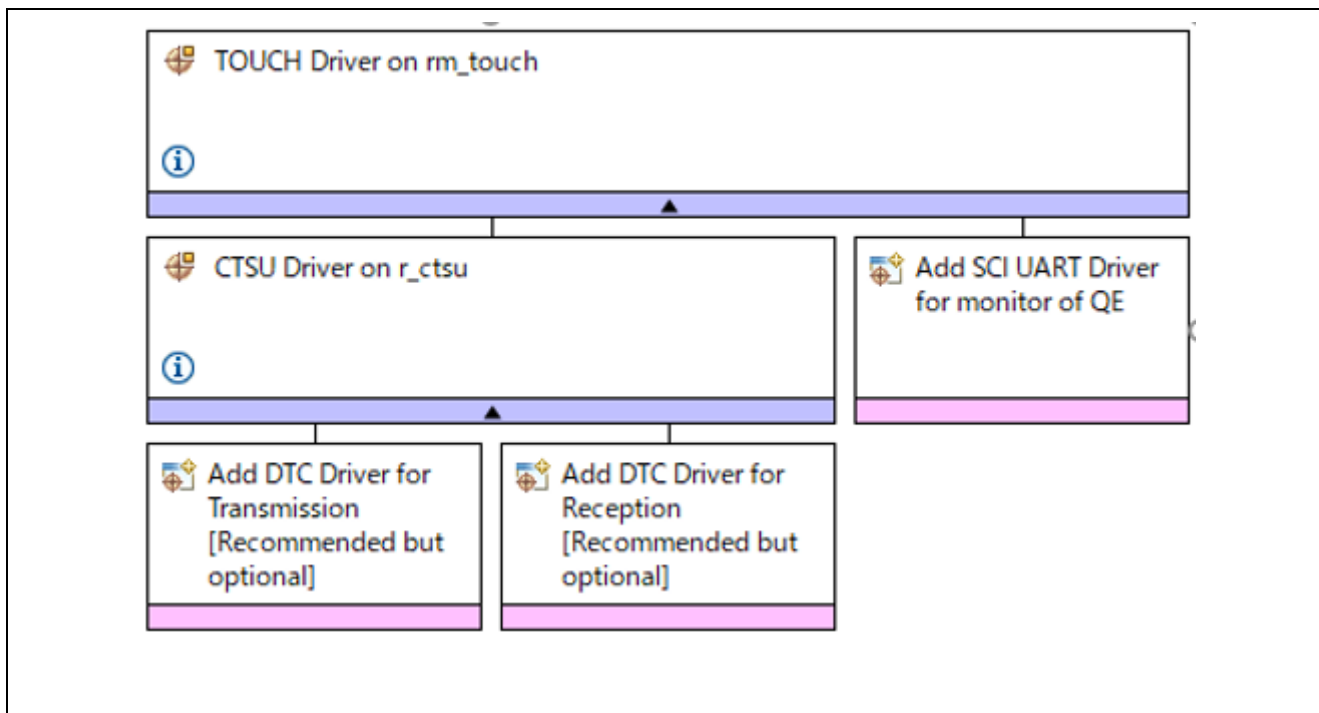 TOUCH Driver on rm_touch
CTSU Driver on r_ctsu
Add SCI UART Driver
for monitor of QE
Add DTC Driver for
Transmission
[Recommended but
optional]
Add DTC Driver for
Reception
[Recommended but
optional]